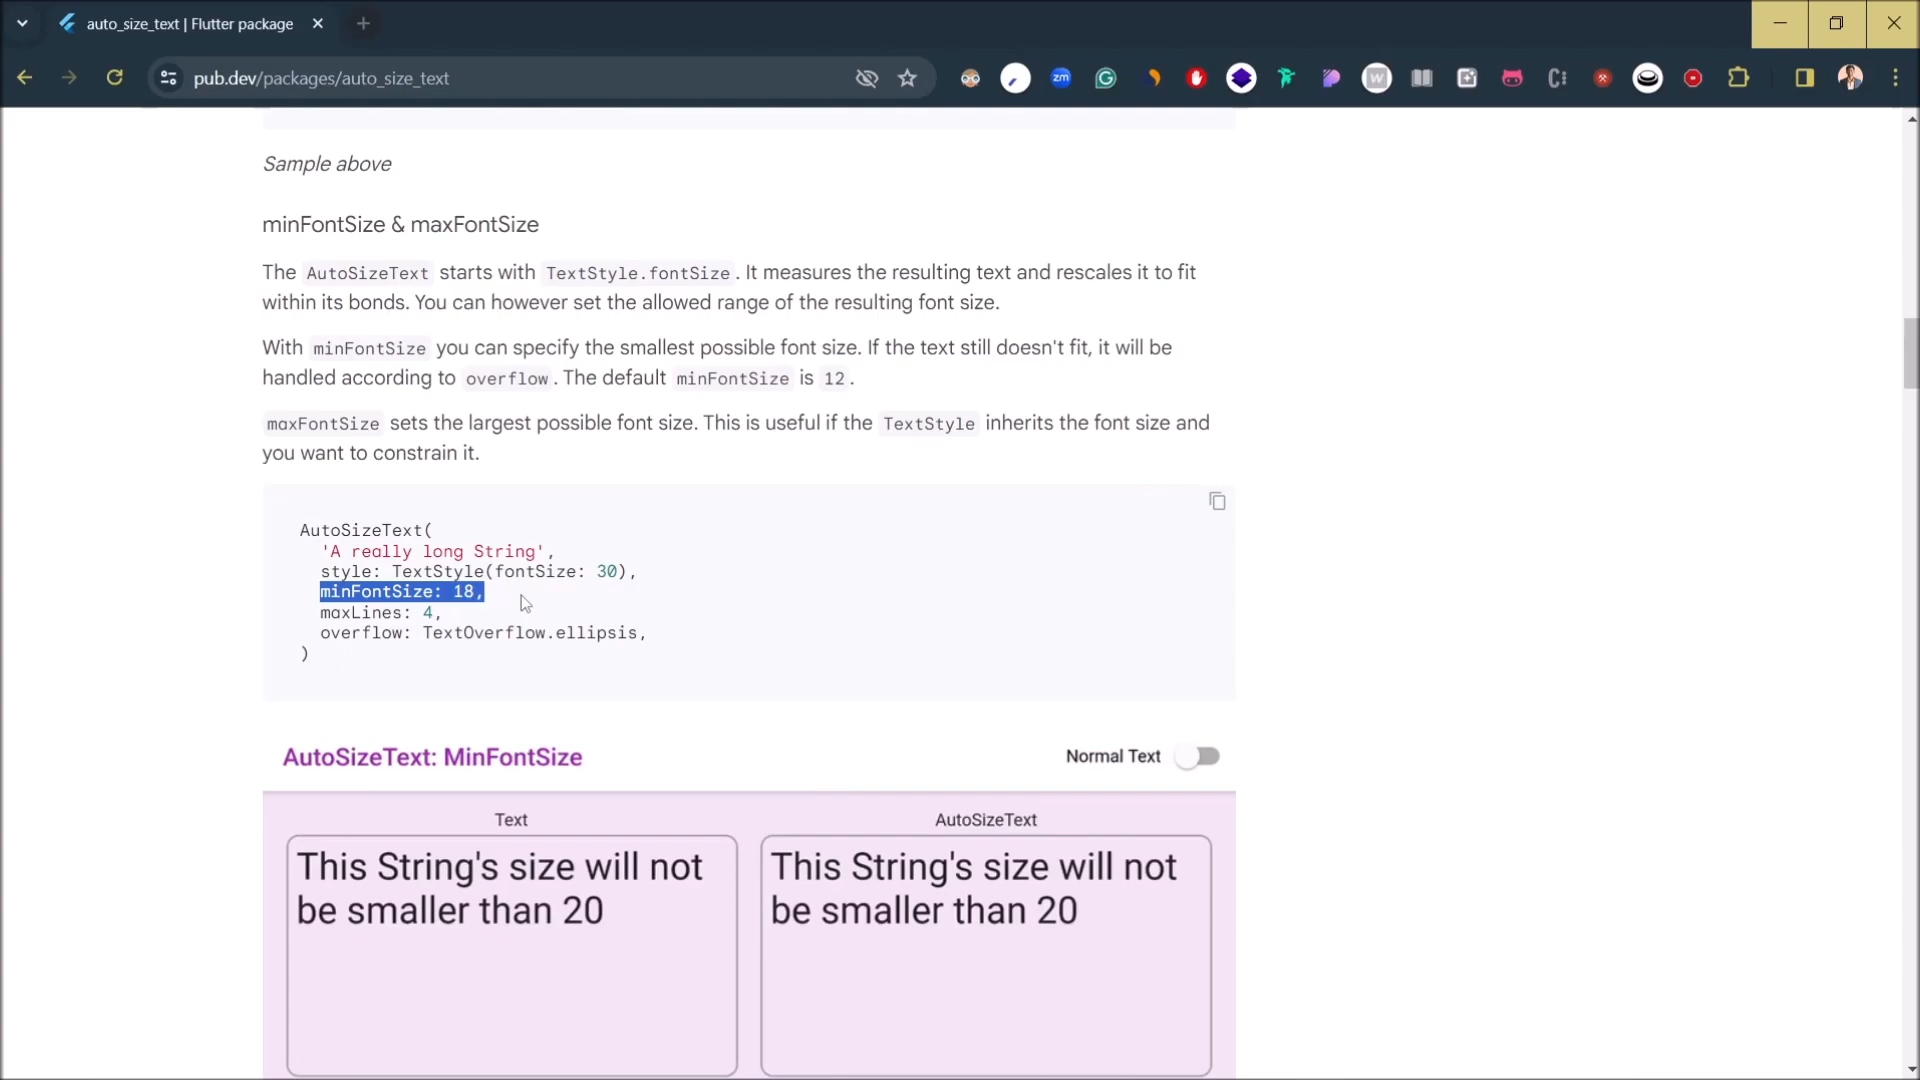 auto_size_text | Flutter package
pub.dev/packages/auto_size_text
zm
Sample above
minFontSize & maxFontSize
The AutoSizeText starts with TextStyle.fontSize. It measures the resulting text and rescales it to fit
within its bonds. You can however set the allowed range of the resulting font size.
With minFontSize you can specify the smallest possible font size. If the text still doesn't fit, it will be
handled according to overflow. The default minFontSize is 12.
maxFontSize sets the largest possible font size. This is useful if the TextStyle inherits the font size and
you want to constrain it.
AutoSizeText(
'A really long String',
style: TextStyle(fontSize: 30),
minFontSize: 18,
maxLines: 4,
overflow: TextOverflow.ellipsis,
)
AutoSizeText: MinFontSize
Normal Text
Text
AutoSizeText
This String's size will not
be smaller than 20
This String's size will not
be smaller than 20